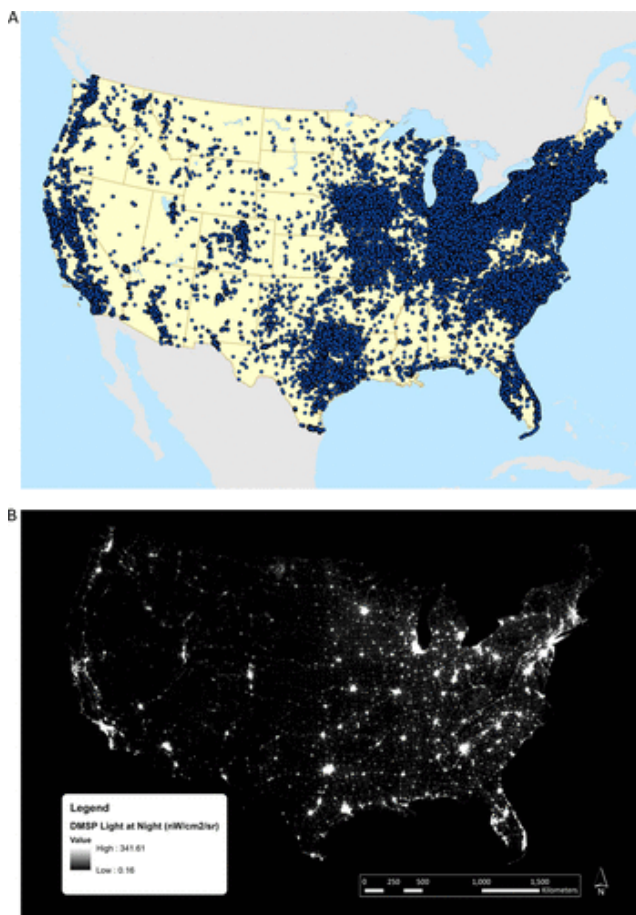 A
B
Legend
DMSP Light at Night (nW/cm2/sr)
Value
High : 341.61
Low : 0.16
0 250 500 1,000 1,500
Kilometers
N